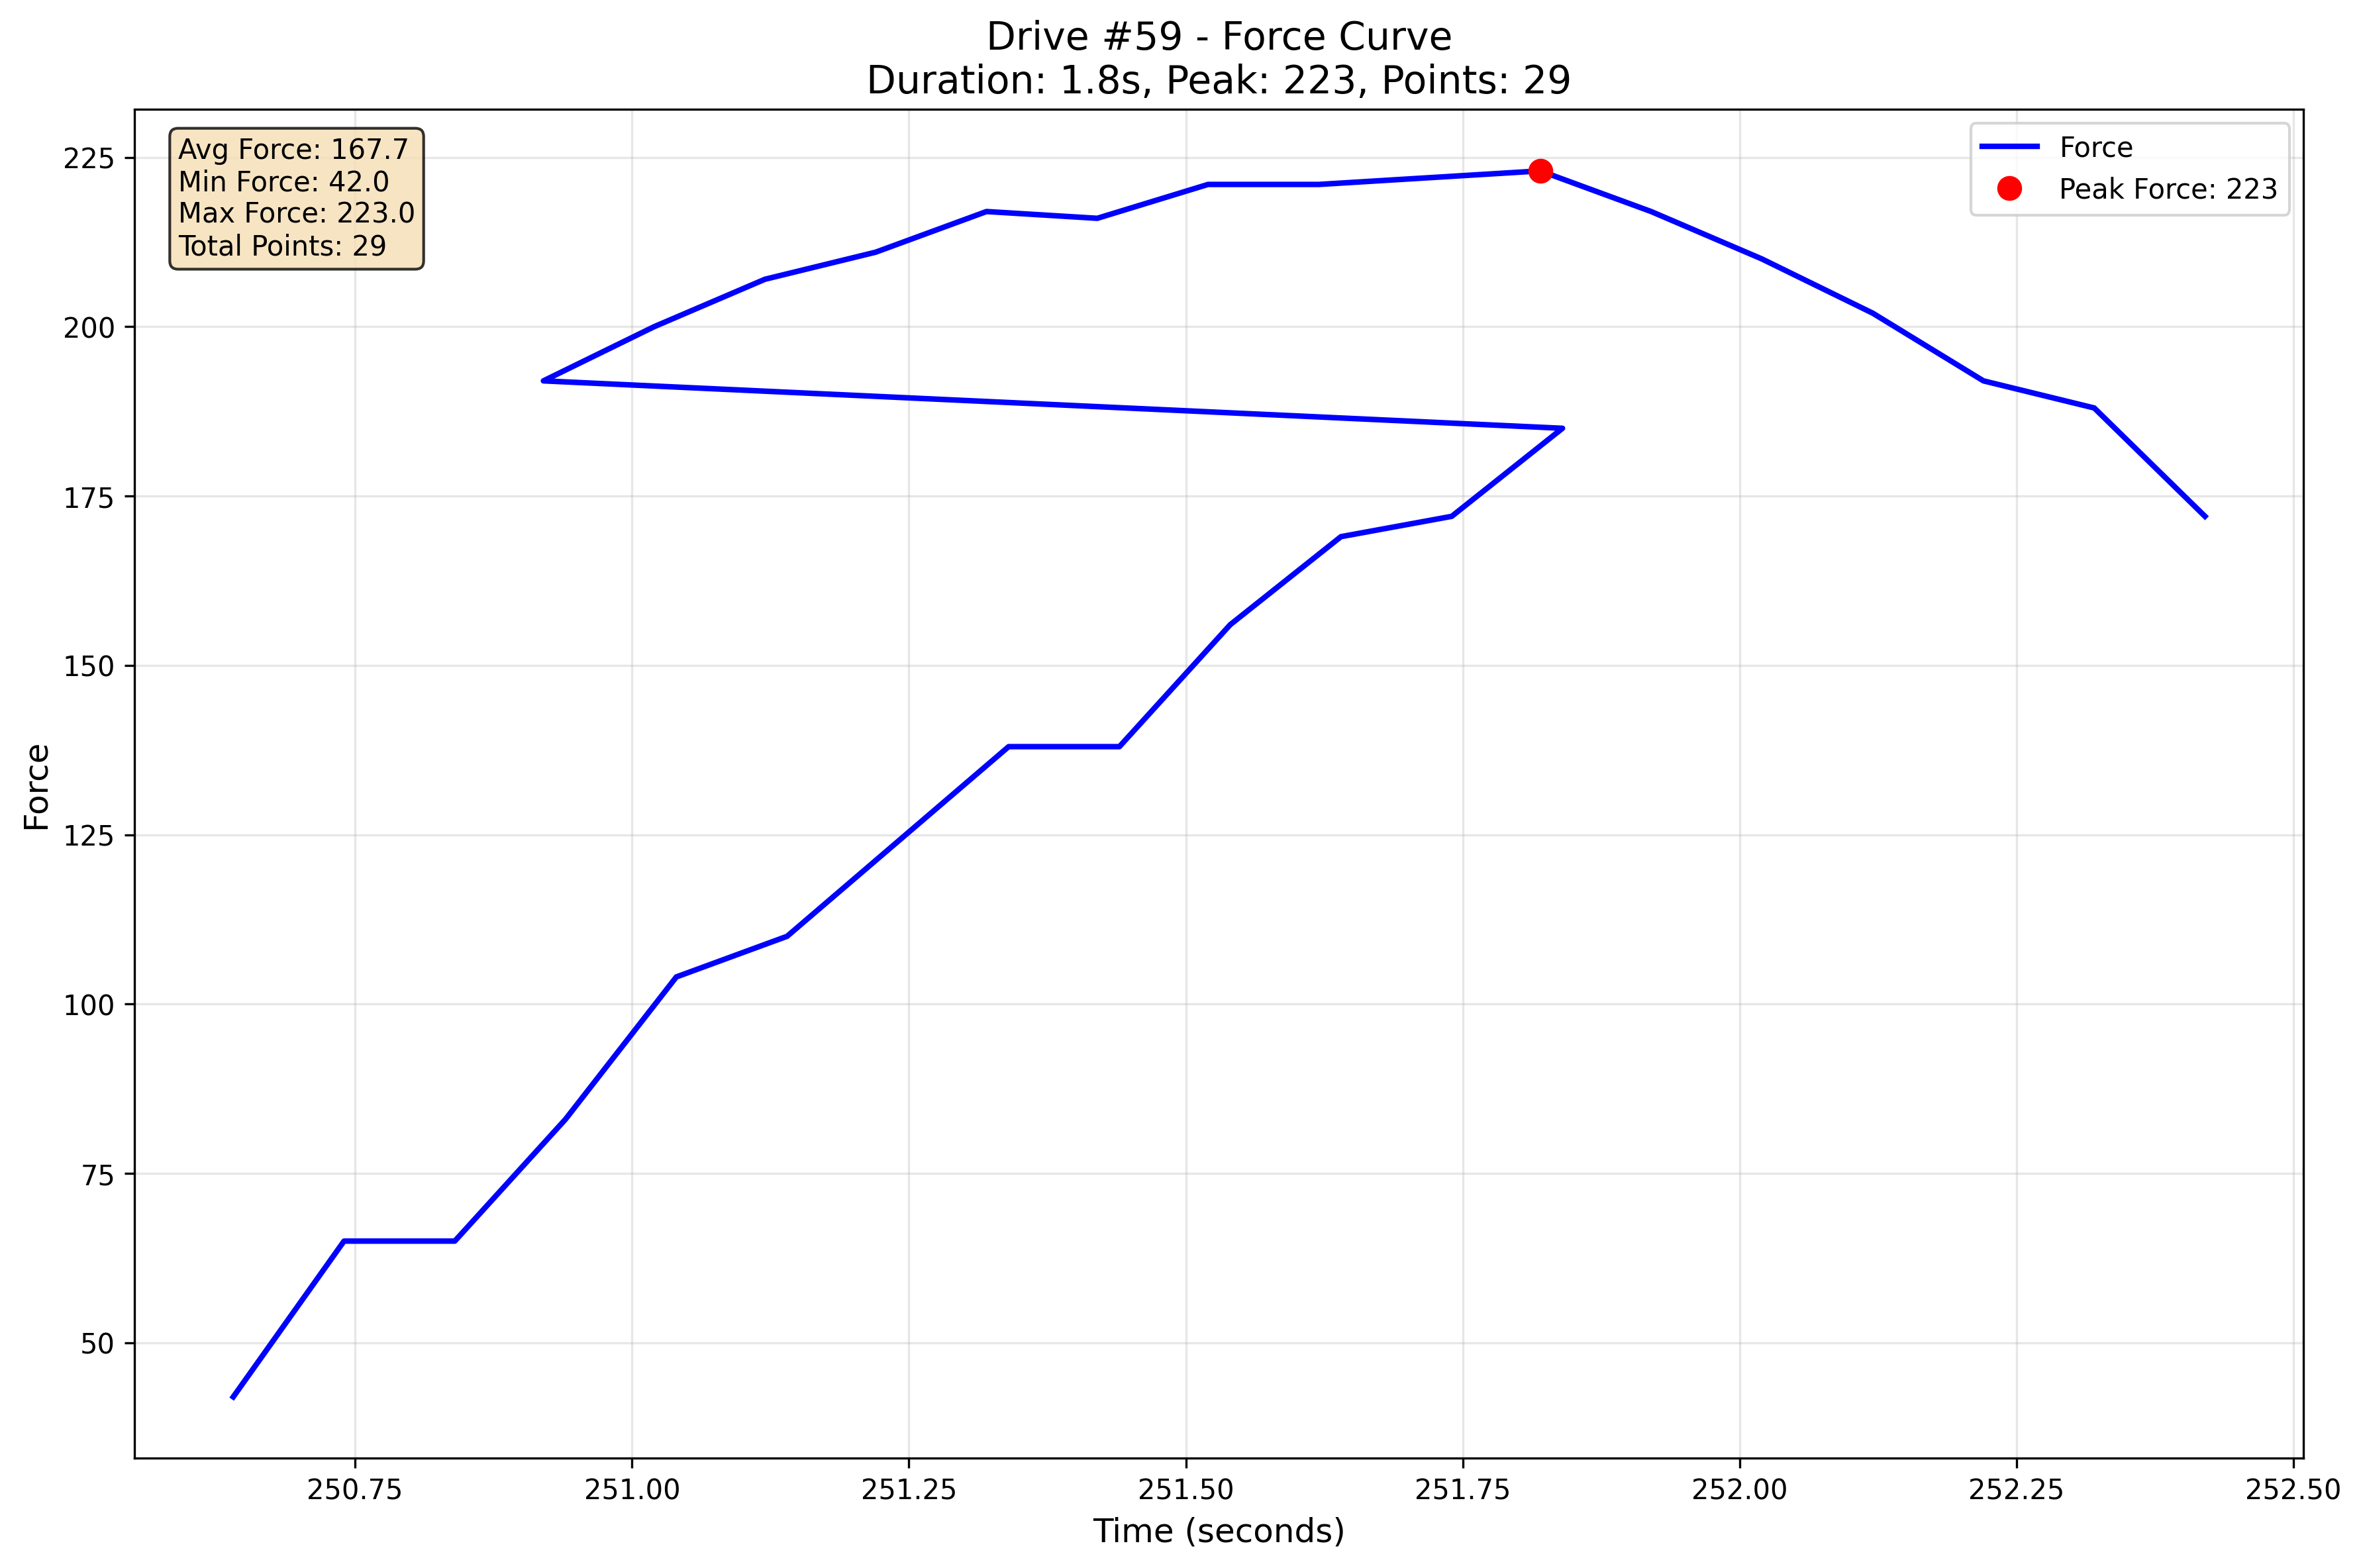 Drive #59 - Force Curve
Duration: 1.8s, Peak: 223, Points: 29
Avg Force: 167.7
Min Force: 42.0
Max Force: 223.0
Total Points: 29
Force
Peak Force: 223
225
200
175
150
125
100
75
50
Force
250.75
251.00
251.25
251.50
251.75
252.00
252.25
252.50
Time (seconds)